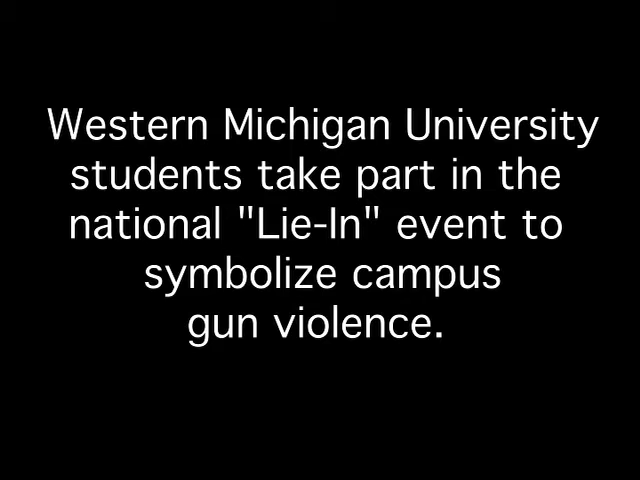 Western Michigan University
students take part in the
national "Lie-In" event to
symbolize campus
gun violence.